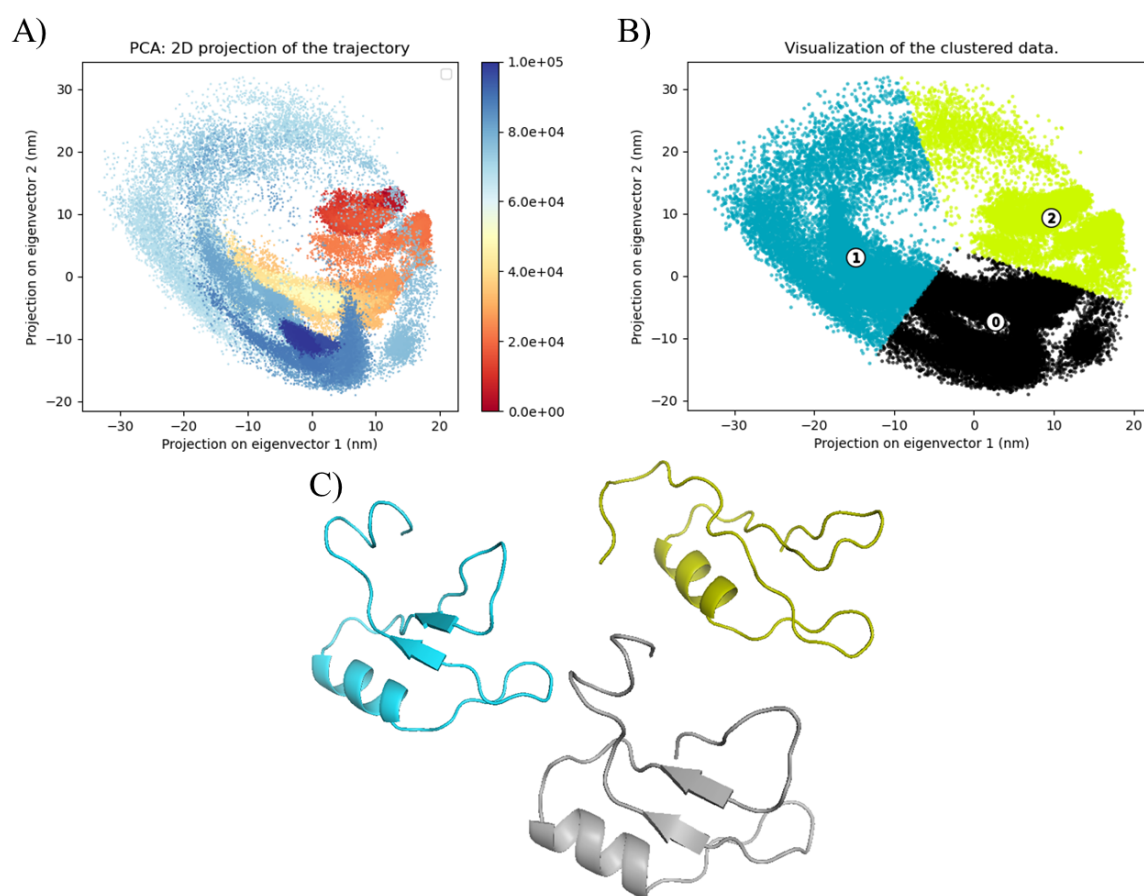 A)
PCA: 2D projection of the trajectory
Projection on eigenvector 2 (nm)
30
20
10
0
−10
−20
−30
−20
−10
0
10
20
Projection on eigenvector 1 (nm)
1.0e+05
8.0e+04
6.0e+04
4.0e+04
2.0e+04
0.0e+00
B)
Visualization of the clustered data.
Projection on eigenvector 2 (nm)
30
20
10
0
−10
−20
1
2
0
−30
−20
−10
0
10
20
Projection on eigenvector 1 (nm)
C)